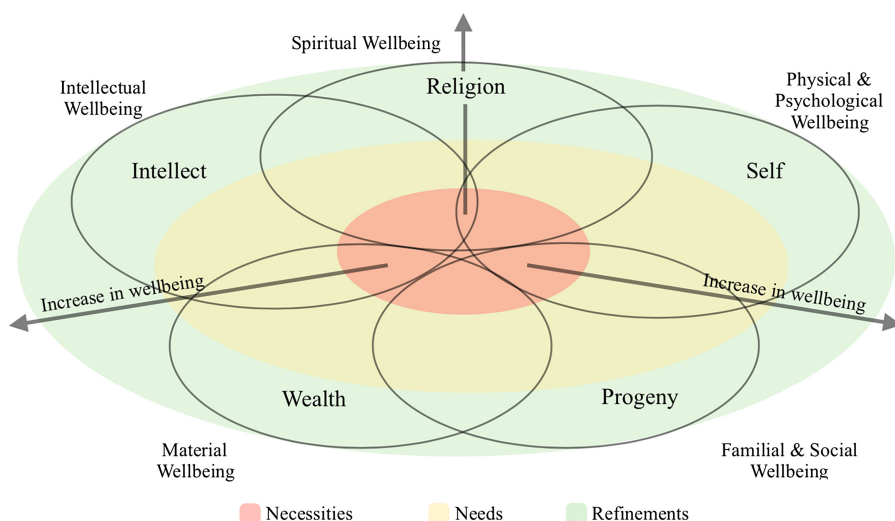 Spiritual Wellbeing
Intellectual
Wellbeing
Religion
Physical &
Psychological
Wellbeing
Intellect
Self
Increase in wellbeing
Increase in wellbeing
Wealth
Progeny
Material
Wellbeing
Familial & Social
Wellbeing
Necessities
Needs
Refinements